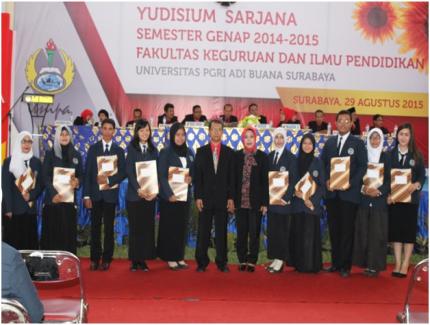 YUDISIUM SARJANA
SEMESTER GENAP 2014-2015
FAKULTAS KEGURUAN DAN ILMU PENDIDIKAN
UNIVERSITAS PGRI ADI BUANA SURABAYA
SURABAYA, 29 AGUSTUS 2015